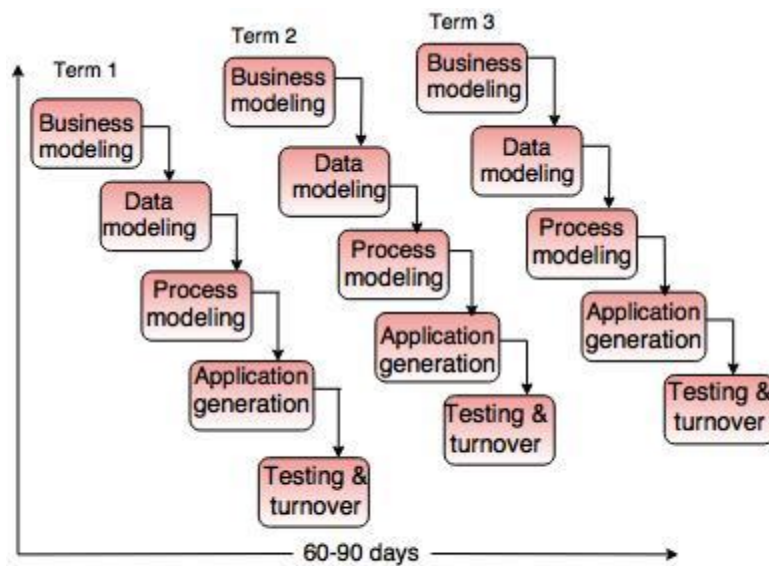 Term 1
Business
modeling
Data
modeling
Process
modeling
Application
generation
Testing &
turnover
Term 2
Business
modeling
Data
modeling
Process
modeling
Application
generation
Testing &
turnover
Term 3
Business
modeling
Data
modeling
Process
modeling
Application
generation
Testing &
turnover
60-90 days